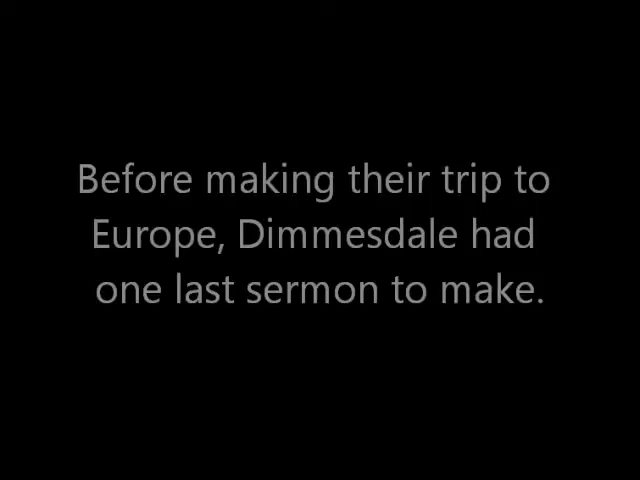 Before making their trip to
Europe, Dimmesdale had
one last sermon to make.